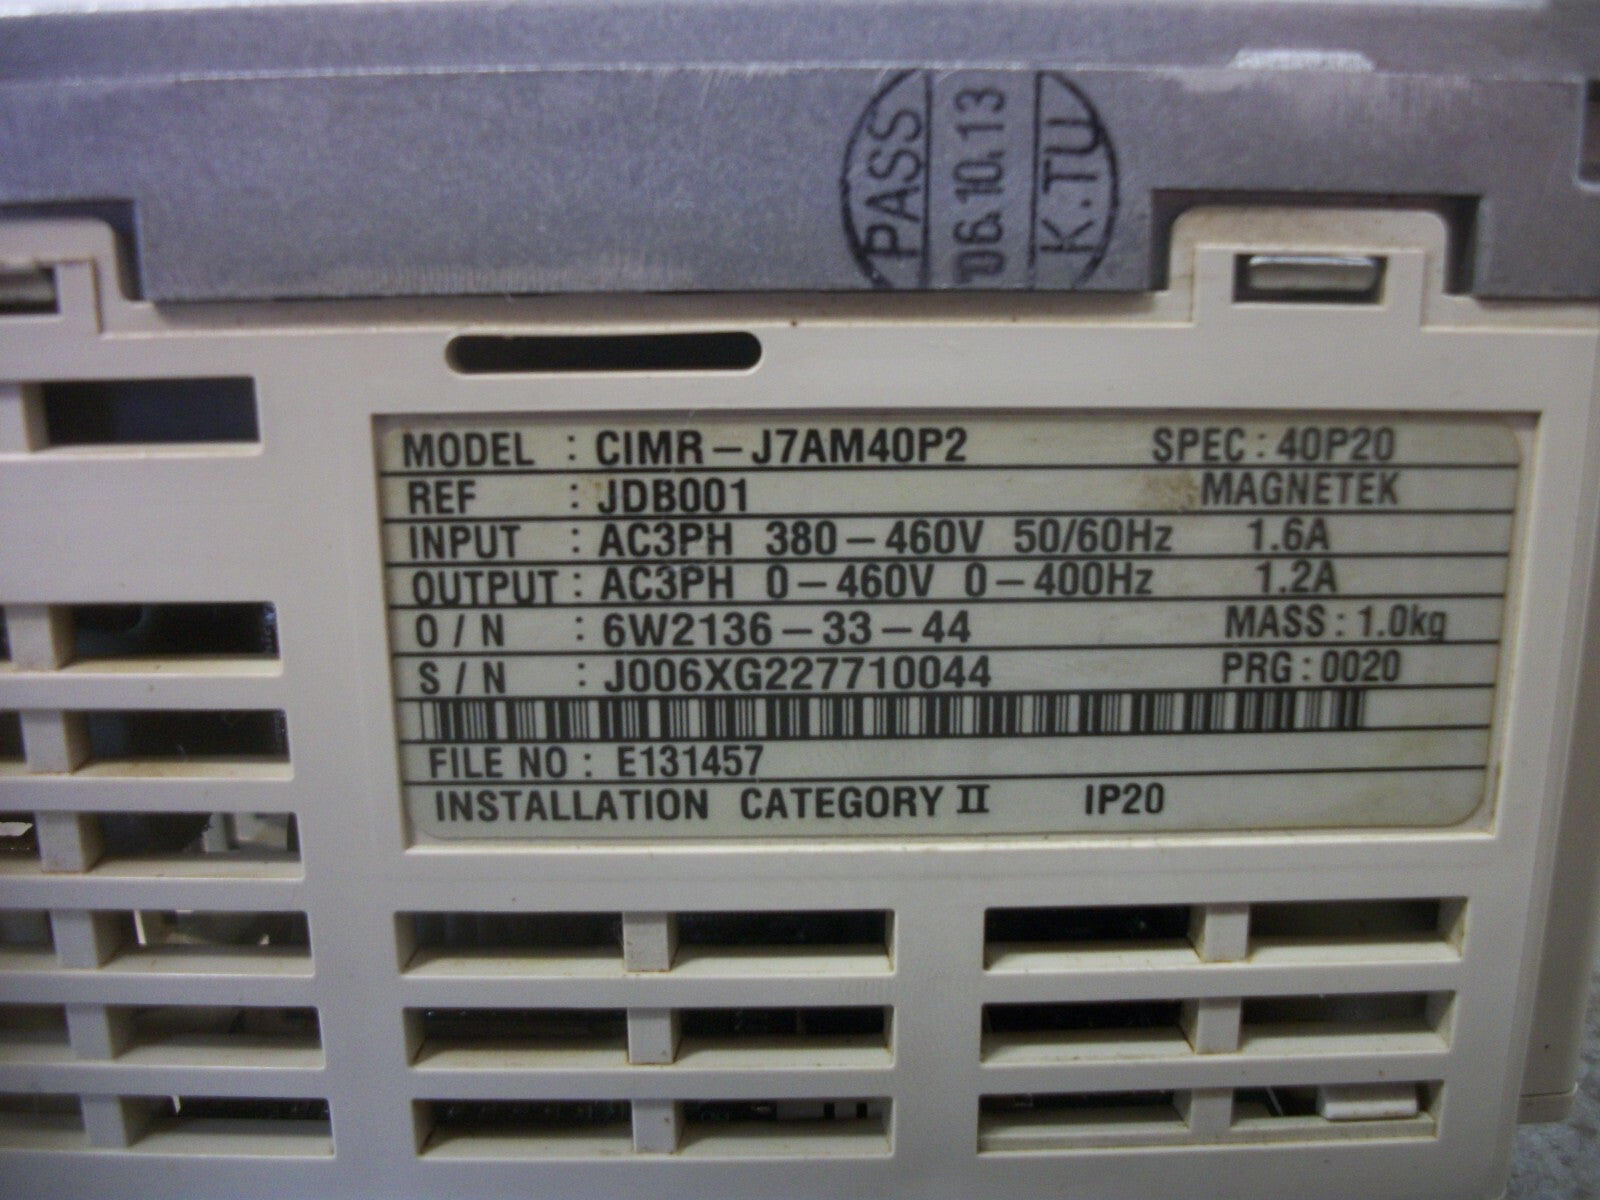 PASS
'06.10.13
K.TU
MODEL : CIMR-J7AM40P2 SPEC : 40P20
REF : JDB001 MAGNETEK
INPUT : AC3PH 380-460V 50/60Hz 1.6A
OUTPUT : AC3PH 0-460V 0-400Hz 1.2A
O / N : 6W2136-33-44 MASS : 1.0kg
S / N : J006XG227710044 PRG : 0020
FILE NO : E131457
INSTALLATION CATEGORY II IP20